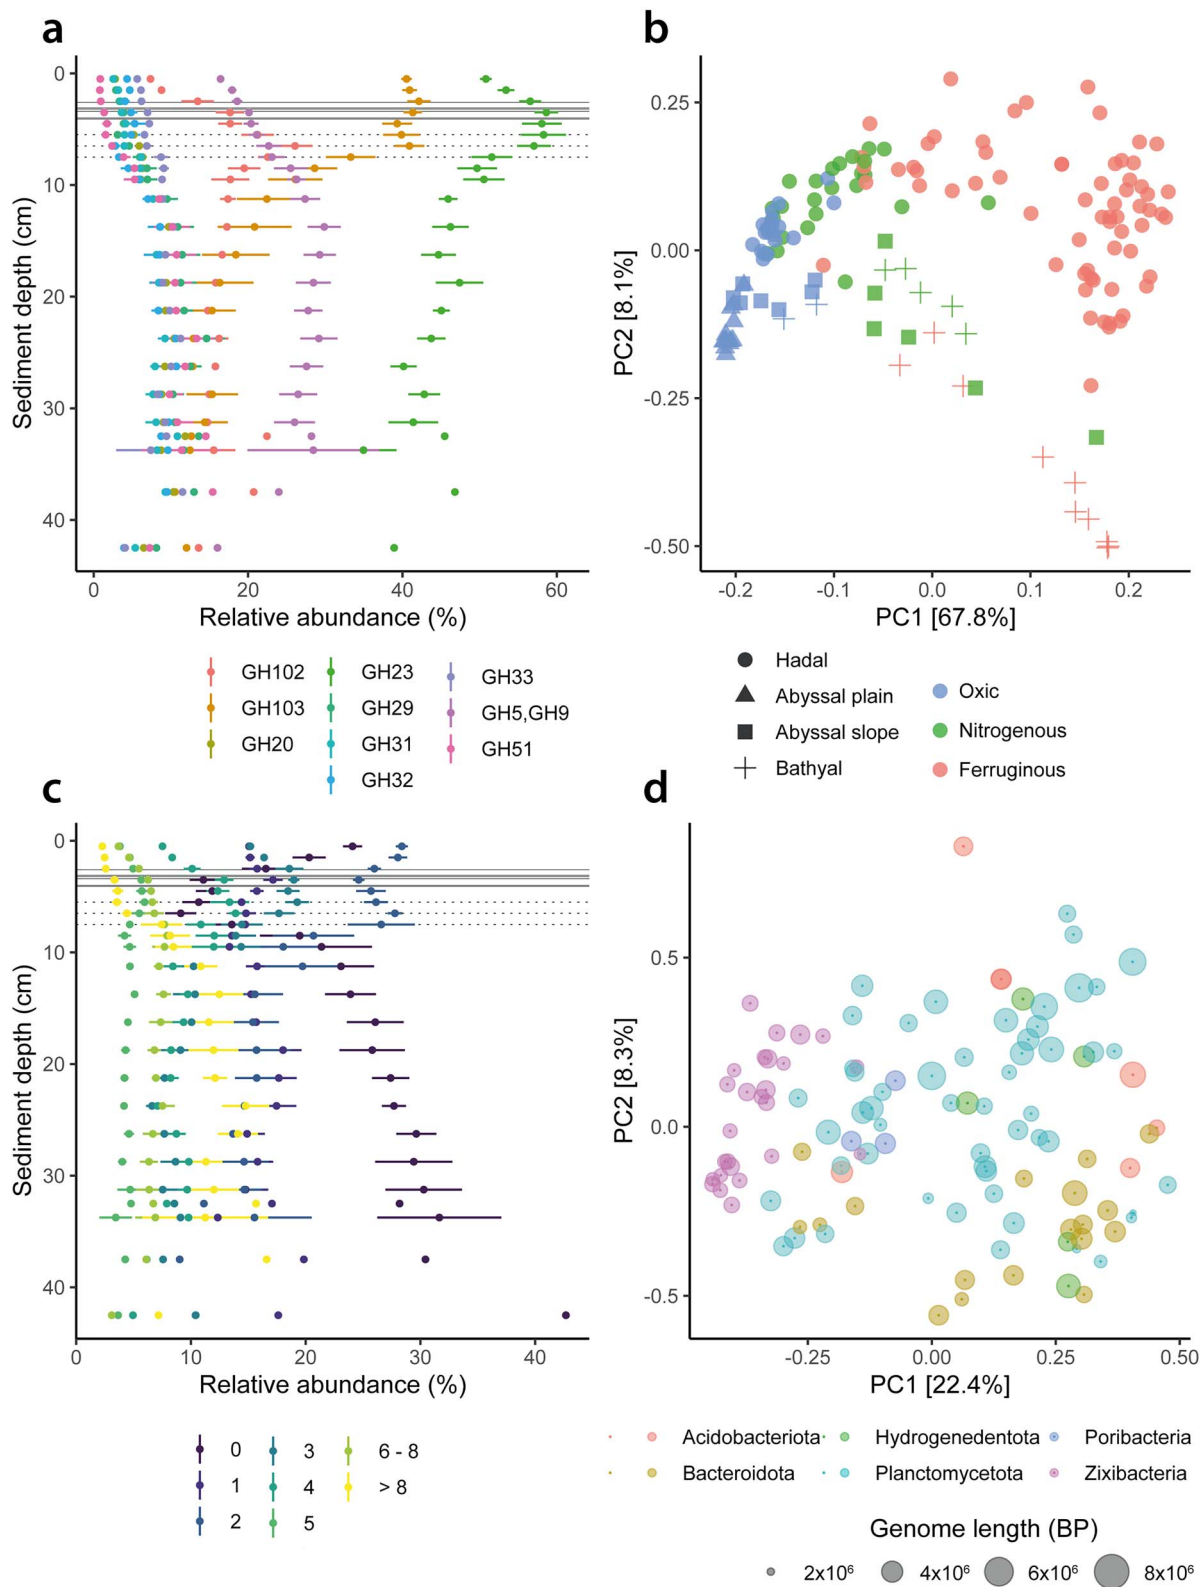 a
0
10
20
30
40
Sediment depth (cm)
0
20
40
60
Relative abundance (%)
GH102
GH103
GH20
GH23
GH29
GH31
GH32
GH33
GH5,GH9
GH51
b
0.25
0.00
-0.25
-0.50
PC2 [8.1%]
-0.2
-0.1
0.0
0.1
0.2
PC1 [67.8%]
Hadal
Abyssal plain
Abyssal slope
Bathyal
Oxic
Nitrogenous
Ferruginous
c
0
10
20
30
40
Sediment depth (cm)
0
10
20
30
40
Relative abundance (%)
0
1
2
3
4
5
6 - 8
> 8
d
0.5
0.0
-0.5
PC2 [8.3%]
-0.25
0.00
0.25
0.50
PC1 [22.4%]
Acidobacteriota
Bacteroidota
Hydrogenedentota
Planctomycetota
Poribacteria
Zixibacteria
Genome length (BP)
2x10⁶
4x10⁶
6x10⁶
8x10⁶